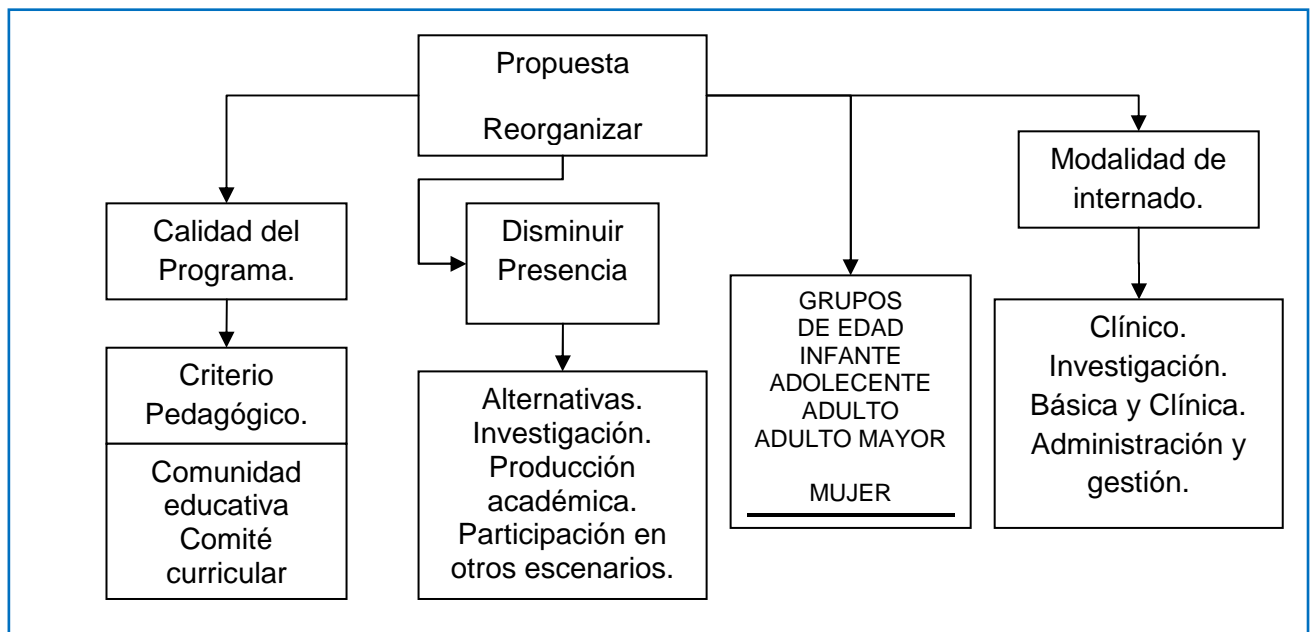 Propuesta
Reorganizar
Calidad del
Programa.
Criterio
Pedagógico.
Comunidad
educativa
Comité
curricular
Disminuir
Presencia
Alternativas.
Investigación.
Producción
académica.
Participación en
otros escenarios.
GRUPOS
DE EDAD
INFANTE
ADOLECENTE
ADULTO
ADULTO MAYOR
MUJER
Modalidad de
internado.
Clínico.
Investigación.
Básica y Clínica.
Administración y
gestión.